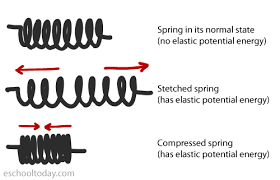 Spring in its normal state
(no elastic potential energy)
Stetched spring
(has elastic potential energy)
Compressed spring
(has elastic potential energy)
eschooltoday.com